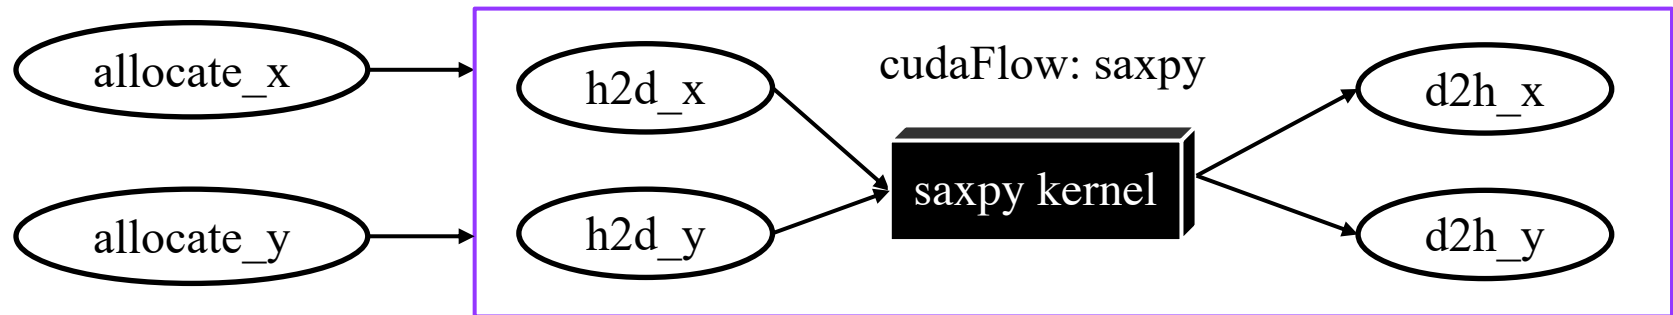 allocate_x
allocate_y
cudaFlow: saxpy
h2d_x
h2d_y
saxpy kernel
d2h_x
d2h_y